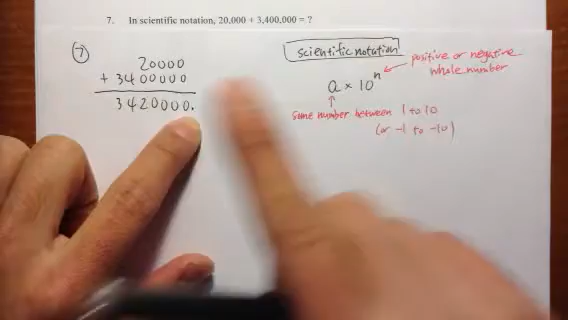 7. In scientific notation, 20,000 + 3,400,000 = ?
⑦
20000
+ 3400000
3420000.
scientific notation
a × 10ⁿ
positive or negative
whole number
some number between 1 to 10
(or -1 to -10)